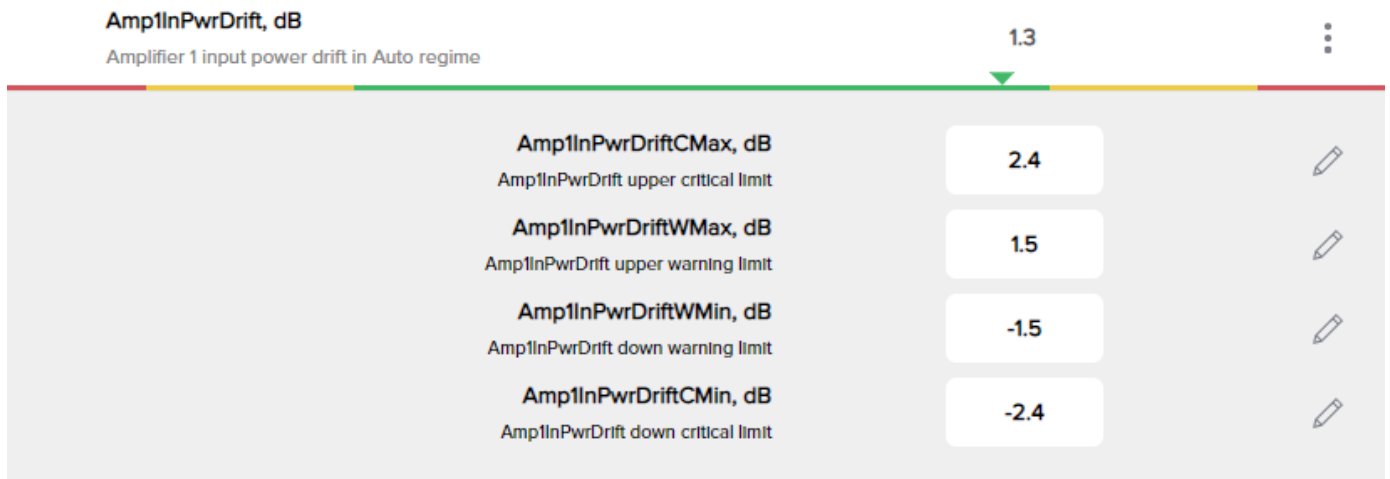 Amp1InPwrDrift, dB
1.3
Amplifier 1 input power drift in Auto regime
Amp1InPwrDriftCMax, dB
2.4
Amp1InPwrDrift upper critical limit
Amp1InPwrDriftWMax, dB
1.5
Amp1InPwrDrift upper warning limit
Amp1InPwrDriftWMin, dB
-1.5
Amp1InPwrDrift down warning limit
Amp1InPwrDriftCMin, dB
-2.4
Amp1InPwrDrift down critical limit